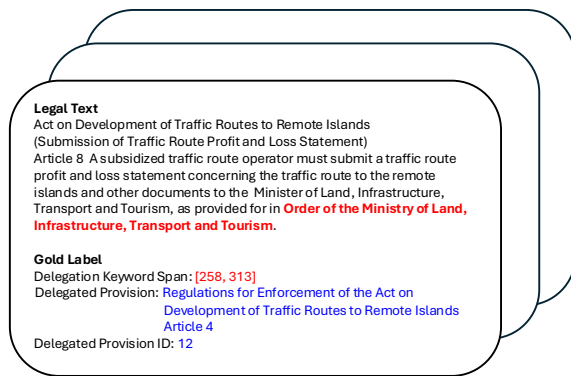 Legal Text
Act on Development of Traffic Routes to Remote Islands
(Submission of Traffic Route Profit and Loss Statement)
Article 8 A subsidized traffic route operator must submit a traffic route
profit and loss statement concerning the traffic route to the remote
islands and other documents to the Minister of Land, Infrastructure,
Transport and Tourism, as provided for in Order of the Ministry of Land,
Infrastructure, Transport and Tourism.
Gold Label
Delegation Keyword Span: [258, 313]
Delegated Provision: Regulations for Enforcement of the Act on
Development of Traffic Routes to Remote Islands
Article 4
Delegated Provision ID: 12